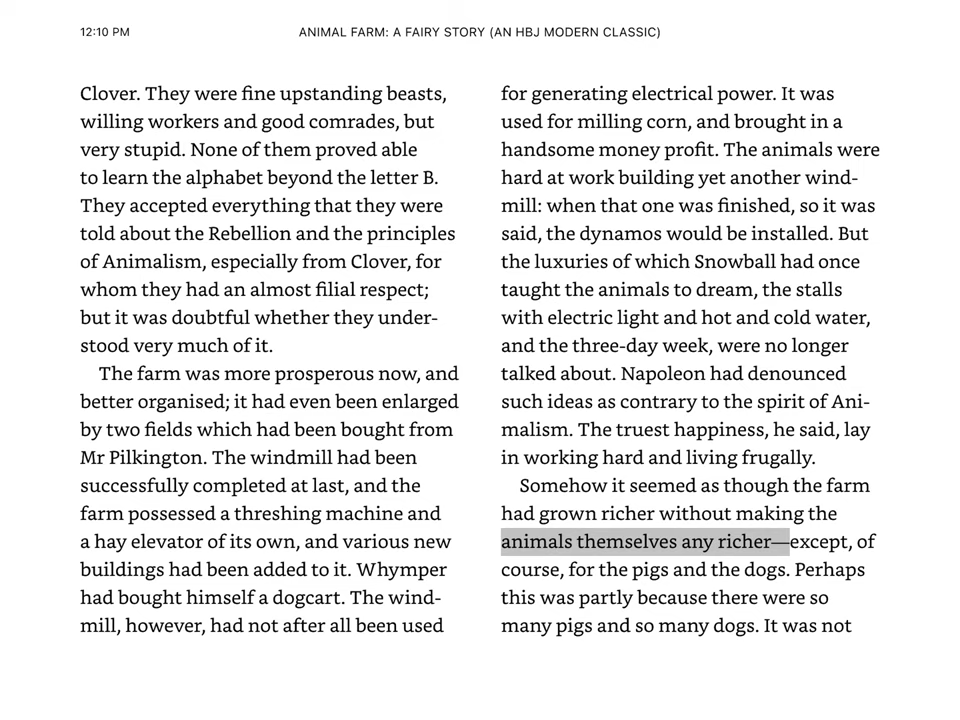 12:10 PM
ANIMAL FARM: A FAIRY STORY (AN HBJ MODERN CLASSIC)
Clover. They were fine upstanding beasts,
willing workers and good comrades, but
very stupid. None of them proved able
to learn the alphabet beyond the letter B.
They accepted everything that they were
told about the Rebellion and the principles
of Animalism, especially from Clover, for
whom they had an almost filial respect;
but it was doubtful whether they under-
stood very much of it.
The farm was more prosperous now, and
better organised; it had even been enlarged
by two fields which had been bought from
Mr Pilkington. The windmill had been
successfully completed at last, and the
farm possessed a threshing machine and
a hay elevator of its own, and various new
buildings had been added to it. Whymper
had bought himself a dogcart. The wind-
mill, however, had not after all been used
for generating electrical power. It was
used for milling corn, and brought in a
handsome money profit. The animals were
hard at work building yet another wind-
mill: when that one was finished, so it was
said, the dynamos would be installed. But
the luxuries of which Snowball had once
taught the animals to dream, the stalls
with electric light and hot and cold water,
and the three-day week, were no longer
talked about. Napoleon had denounced
such ideas as contrary to the spirit of Ani-
malism. The truest happiness, he said, lay
in working hard and living frugally.
Somehow it seemed as though the farm
had grown richer without making the
animals themselves any richer—except, of
course, for the pigs and the dogs. Perhaps
this was partly because there were so
many pigs and so many dogs. It was not